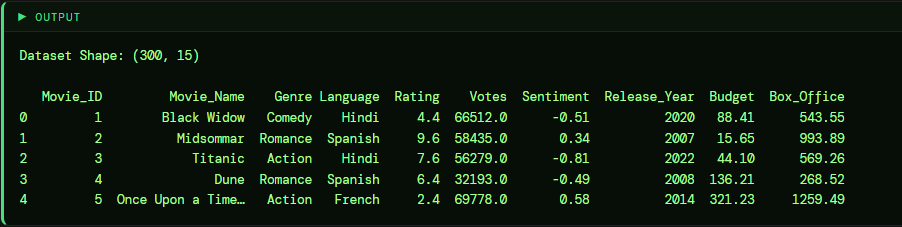 ▶ OUTPUT
Dataset Shape: (300, 15)
Movie_ID Movie_Name Genre Language Rating Votes Sentiment Release_Year Budget Box_Office
0 1 Black Widow Comedy Hindi 4.4 66512.0 -0.51 2020 88.41 543.55
1 2 Midsommar Romance Spanish 9.6 58435.0 0.34 2007 15.65 993.89
2 3 Titanic Action Hindi 7.6 56279.0 -0.81 2022 44.10 569.26
3 4 Dune Romance Spanish 6.4 32193.0 -0.49 2008 136.21 268.52
4 5 Once Upon a Time… Action French 2.4 69778.0 0.58 2014 321.23 1259.49